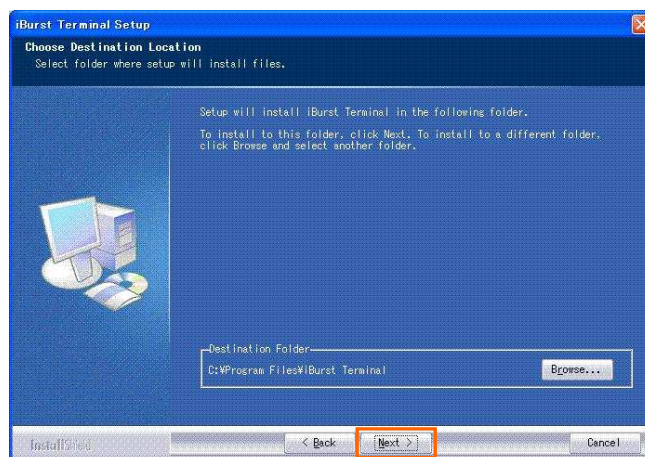 iBurst Terminal Setup
Choose Destination Location
Select folder where setup will install files.
Setup will install iBurst Terminal in the following folder.
To install to this folder, click Next. To install to a different folder,
click Browse and select another folder.
Destination Folder
C:¥Program Files¥iBurst Terminal
Browse...
InstallShield
< Back
Next >
Cancel